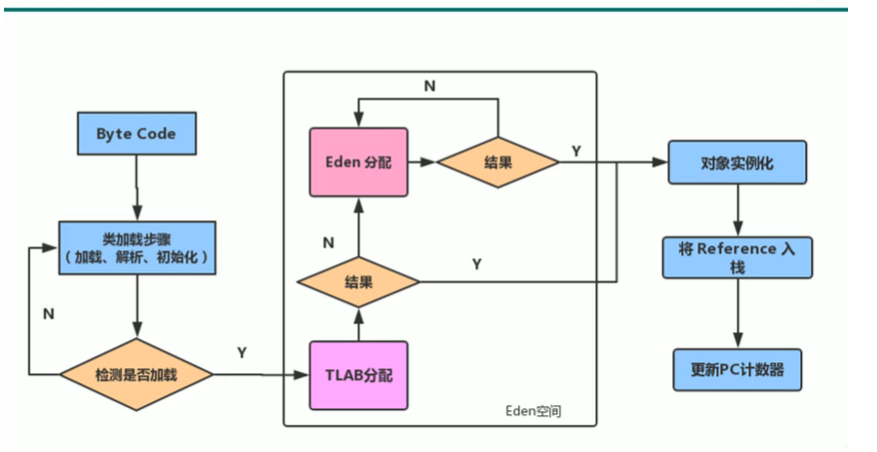 Byte Code
类加载步骤
（加载、解析、初始化）
N
检测是否加载
Y
N
Eden 分配
结果
Y
N
结果
Y
TLAB分配
Eden空间
对象实例化
将 Reference 入
栈
更新PC计数器